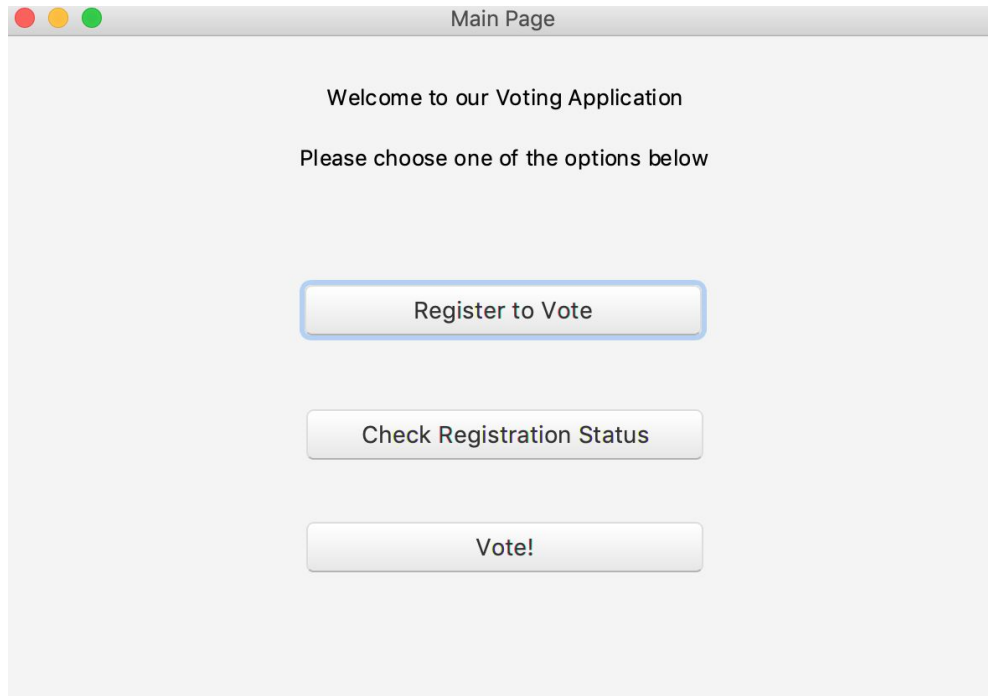 Main Page
Welcome to our Voting Application
Please choose one of the options below
Register to Vote
Check Registration Status
Vote!